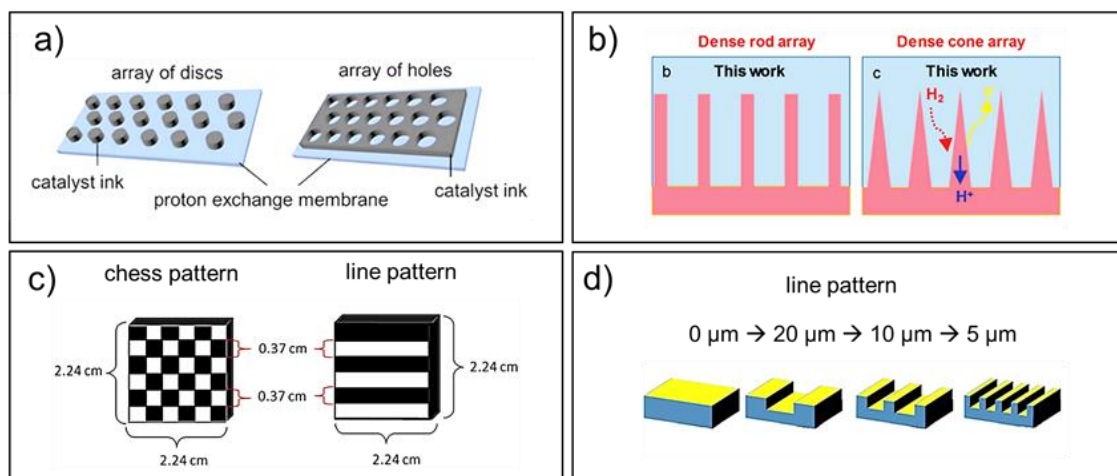 a)
array of discs
array of holes
catalyst ink
proton exchange membrane
catalyst ink
b)
Dense rod array
Dense cone array
b
This work
c
This work
H₂
H⁺
c)
chess pattern
line pattern
2.24 cm
0.37 cm
0.37 cm
2.24 cm
2.24 cm
2.24 cm
d)
line pattern
0 µm → 20 µm → 10 µm → 5 µm